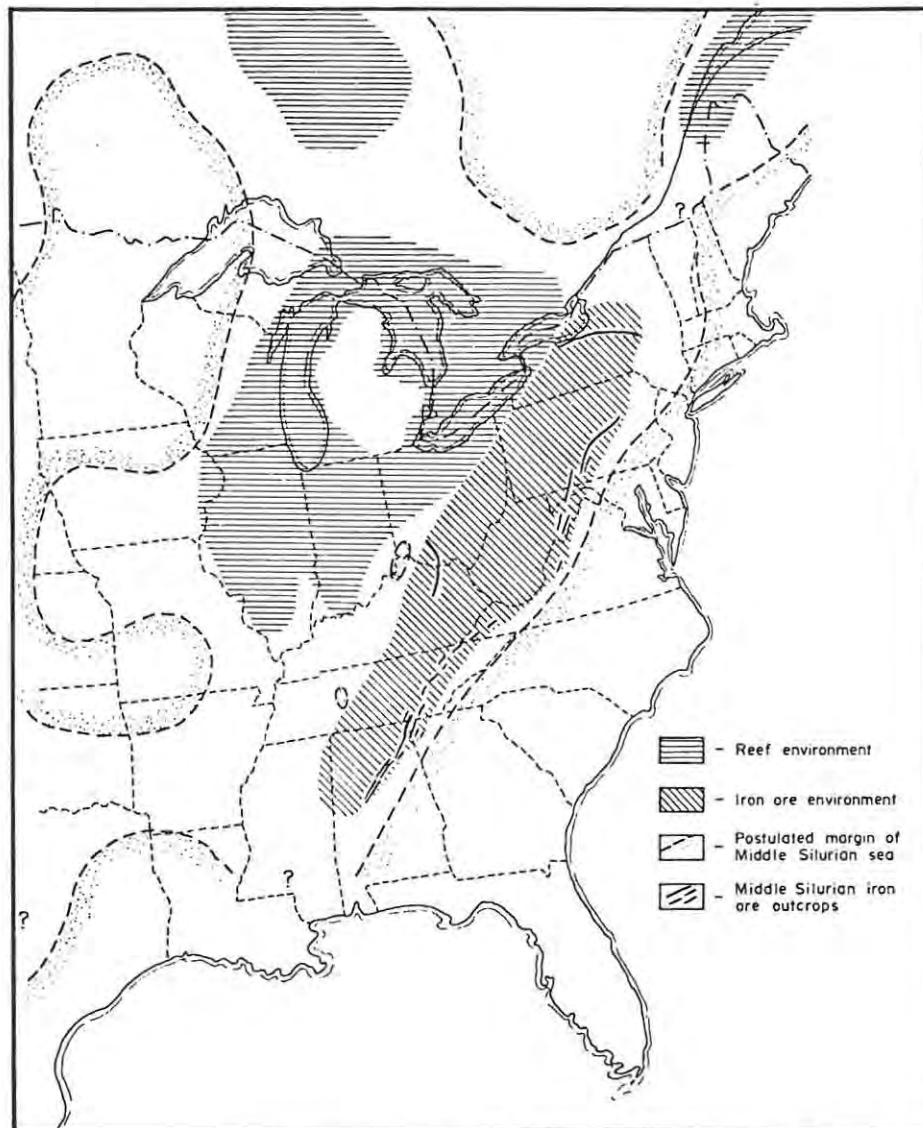 ?
- Reef environment
- Iron ore environment
- Postulated margin of
Middle Silurian sea
- Middle Silurian iron
ore outcrops
?
?